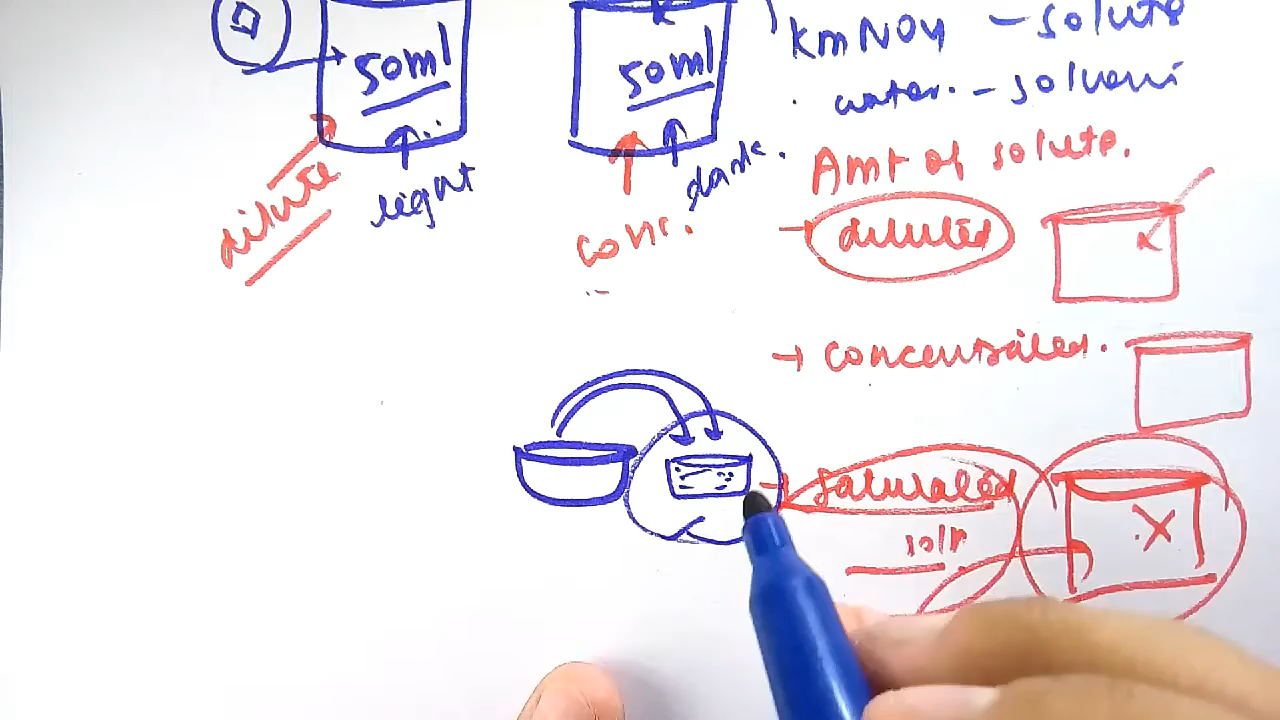 50ml
50ml
KmNO4 - solute
water. - solvent
light
dark.
dilute
conc.
Amt of solute.
- diluted
→ concentrated.
→ saturated
soln